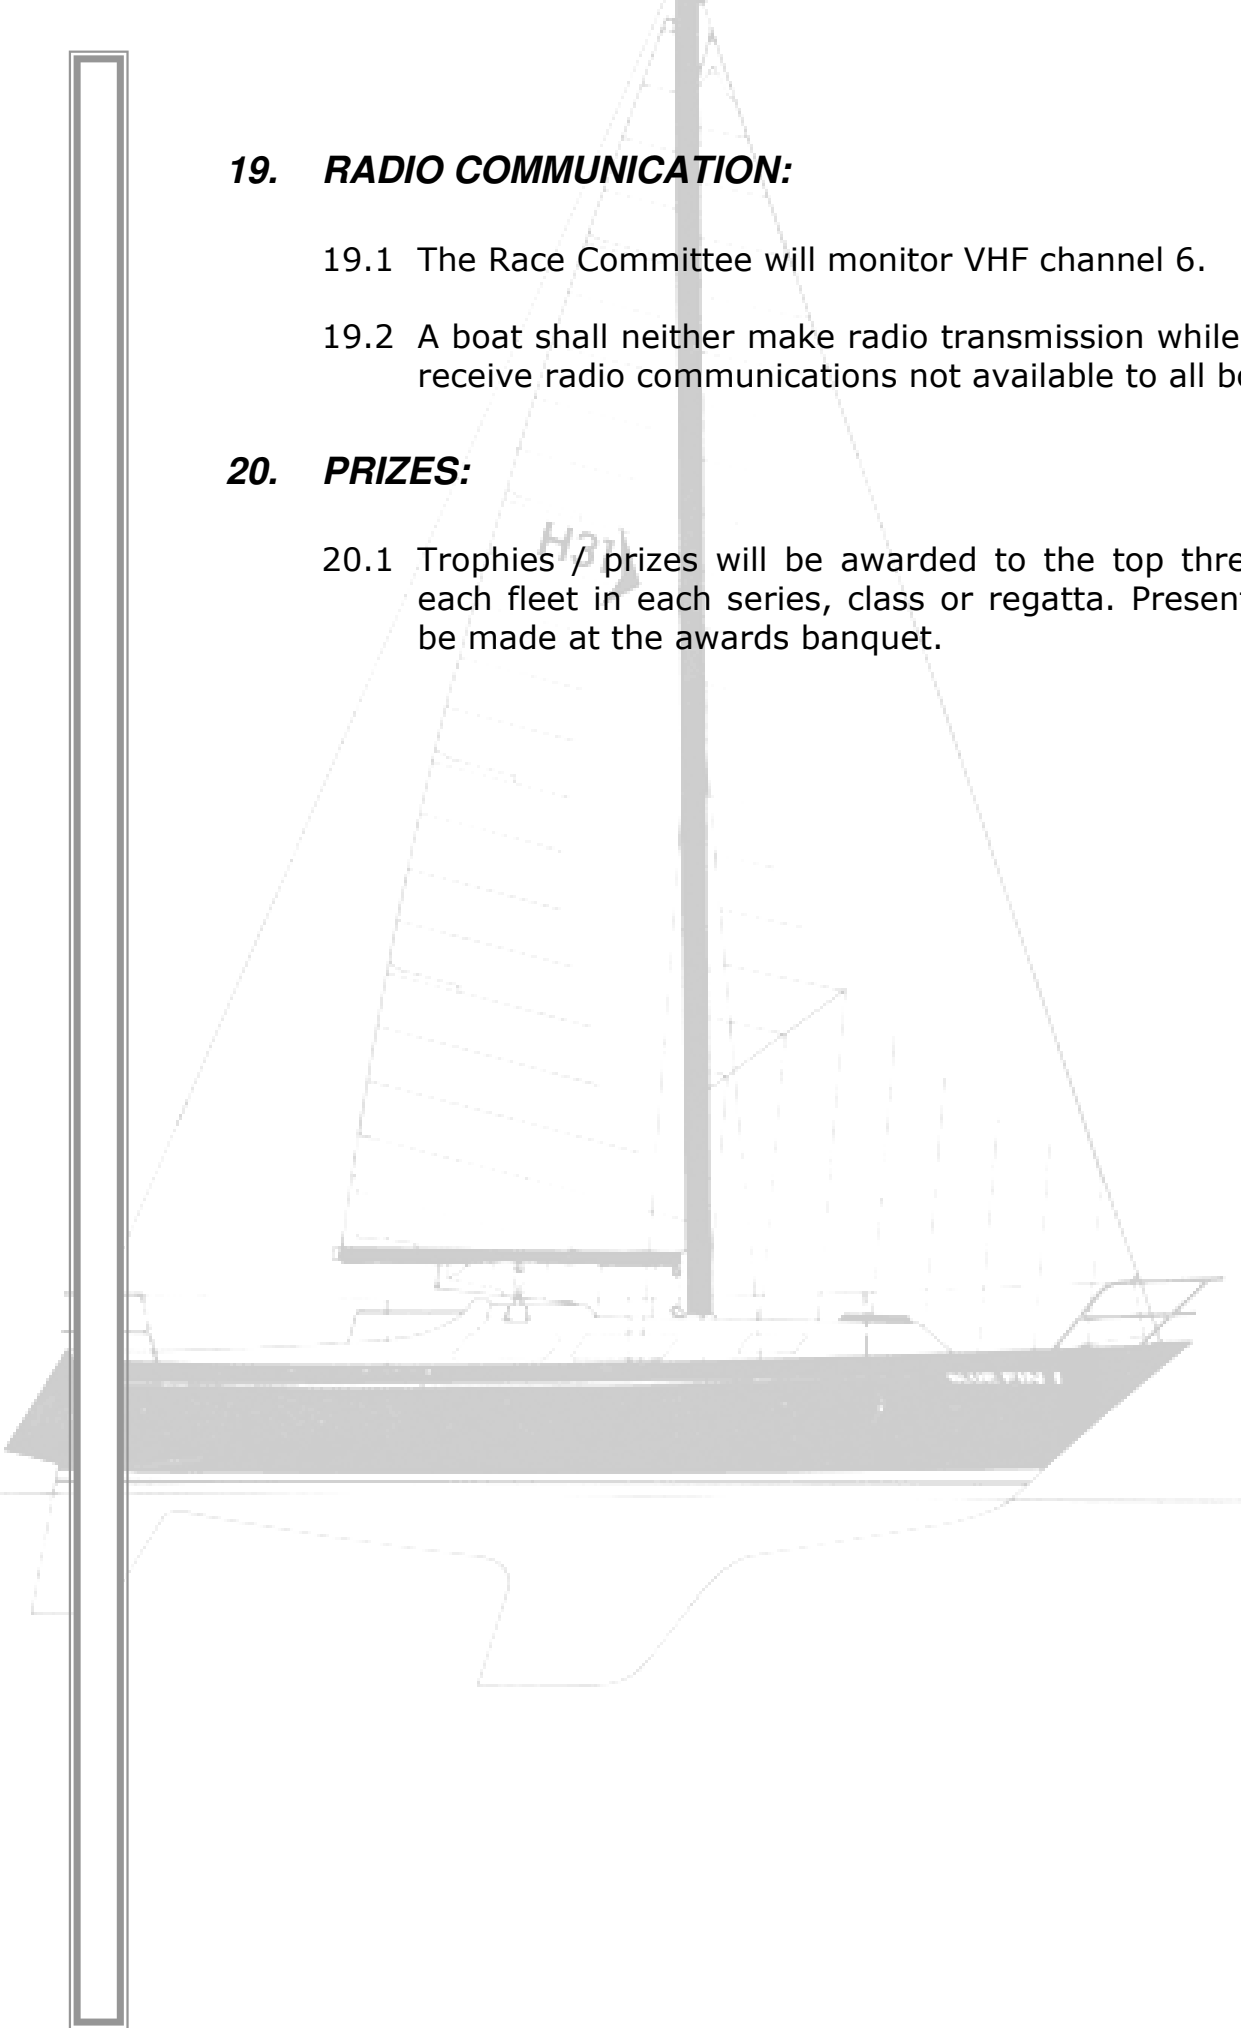 19. RADIO COMMUNICATION:
19.1 The Race Committee will monitor VHF channel 6.
19.2 A boat shall neither make radio transmission while
receive radio communications not available to all
20. PRIZES:
20.1 Trophies / prizes will be awarded to the top
each fleet in each series, class or regatta.
be made at the awards banquet.
H31